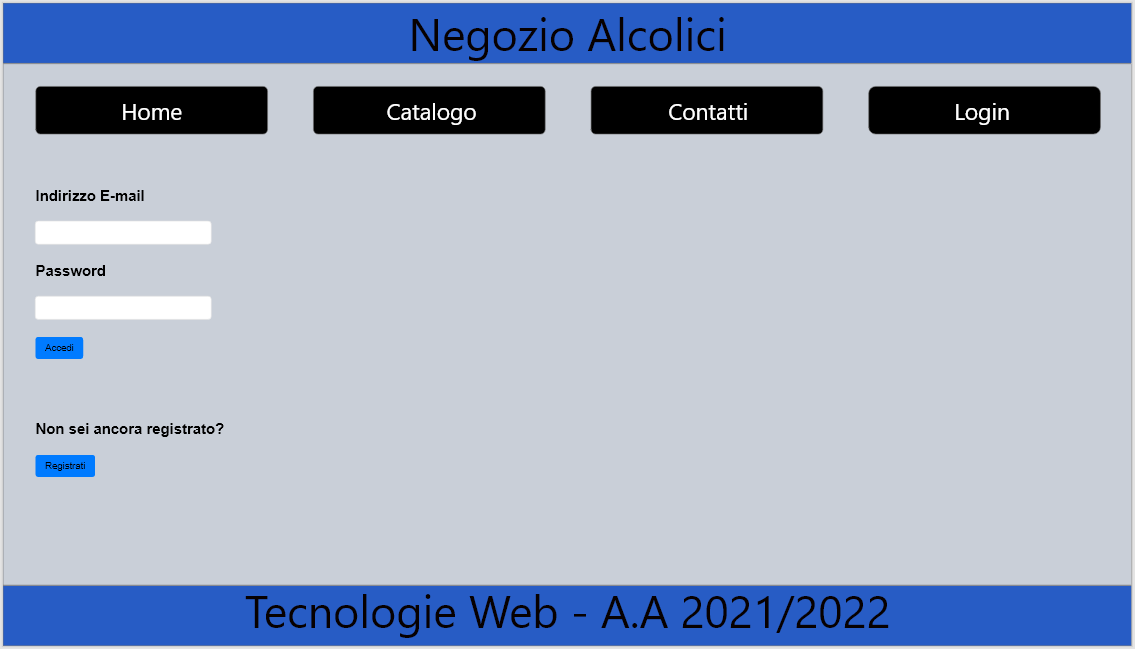 Negozio Alcolici
Home Catalogo Contatti Login
Indirizzo E-mail
Password
Accedi
Non sei ancora registrato?
Registrati
Tecnologie Web - A.A 2021/2022